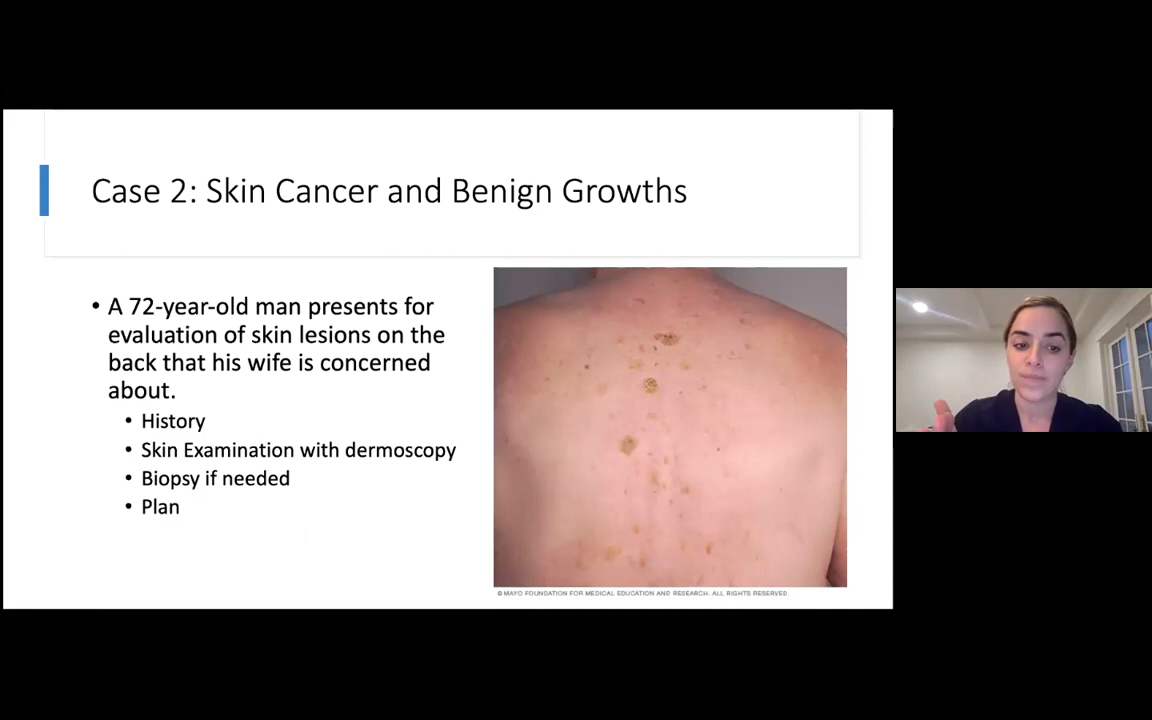 Case 2: Skin Cancer and Benign Growths
• A 72-year-old man presents for
evaluation of skin lesions on the
back that his wife is concerned
about.
• History
• Skin Examination with dermoscopy
• Biopsy if needed
• Plan
© MAYO FOUNDATION FOR MEDICAL EDUCATION AND RESEARCH. ALL RIGHTS RESERVED.